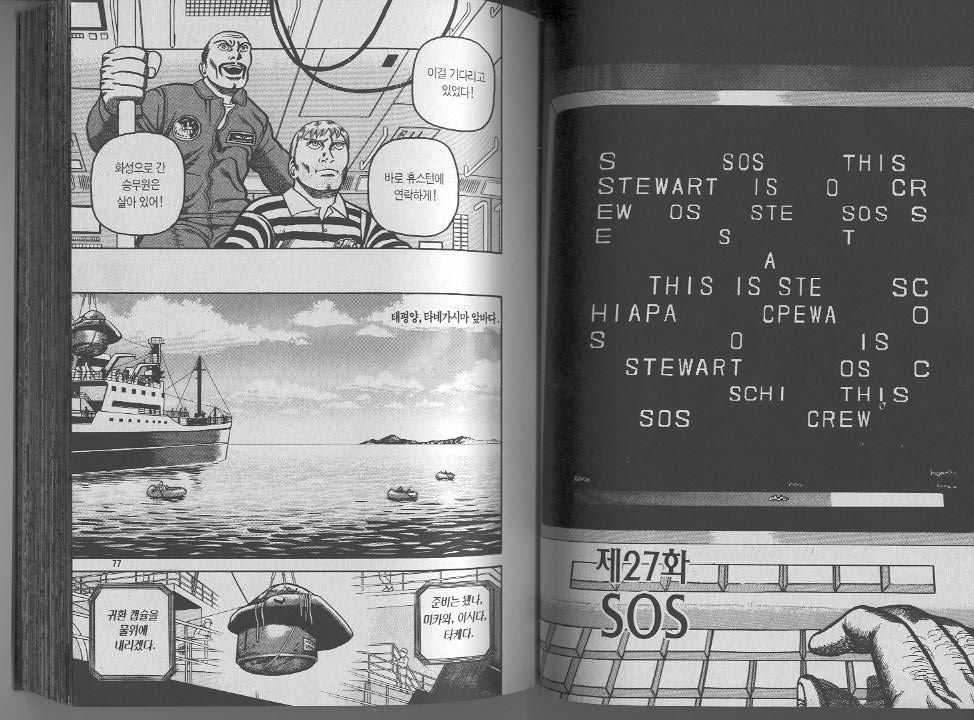 이걸 기다리고
있었다!
화성으로 간
승무원은
살아 있어!
바로 휴스턴에
연락하게!
태평양, 타네가시마 앞바다.
77
귀환 캡슐을
물위에
내리겠다.
준비는 됐나,
미카와, 이시다,
타케다.
S SOS THIS
STEWART IS O CR
EW OS STE SOS S
E S T
A
THIS IS STE SC
HIAPA CPEWA O
S O IS
STEWART OS C
SCHI THIS
SOS CREW
제27화
SOS